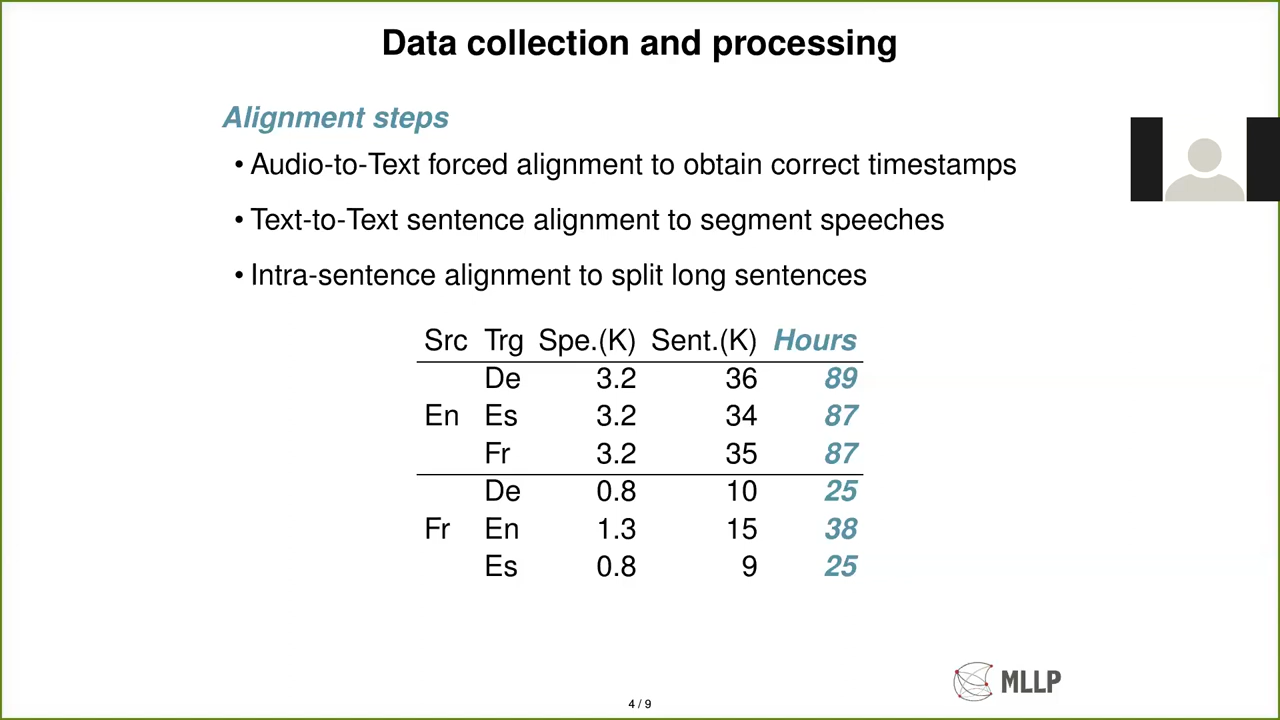 Data collection and processing
Alignment steps
• Audio-to-Text forced alignment to obtain correct timestamps
• Text-to-Text sentence alignment to segment speeches
• Intra-sentence alignment to split long sentences
Src Trg Spe.(K) Sent.(K) Hours
De 3.2 36 89
En Es 3.2 34 87
Fr 3.2 35 87
De 0.8 10 25
Fr En 1.3 15 38
Es 0.8 9 25
MLLP
4 / 9